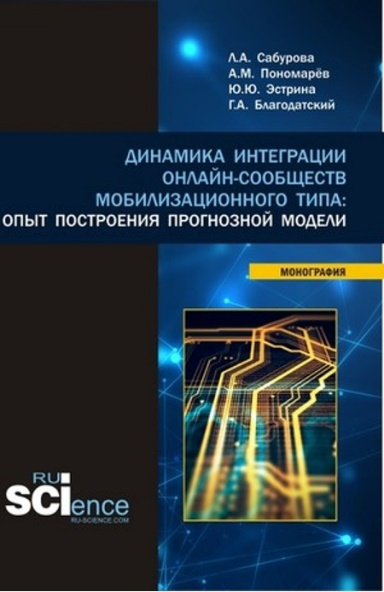 Л.А. Сабурова
А.М. Пономарёв
Ю.Ю. Эстрина
Г.А. Благодатский
ДИНАМИКА ИНТЕГРАЦИИ
ОНЛАЙН-СООБЩЕСТВ
МОБИЛИЗАЦИОННОГО ТИПА:
ОПЫТ ПОСТРОЕНИЯ ПРОГНОЗНОЙ МОДЕЛИ
МОНОГРАФИЯ
RU
SCIence
RU-SCIENCE.COM